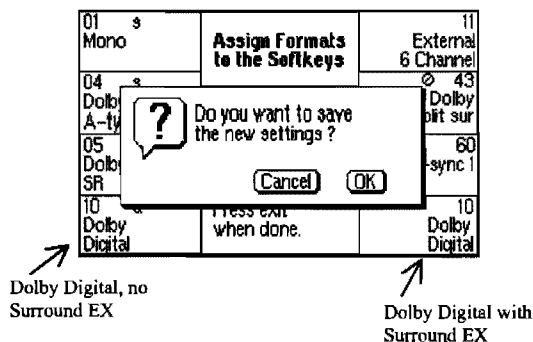 01 s
Mono
Assign Formats
to the Softkeys
11
External
6 Channel
04 s
Dolby
A-ty
43
Dolby
plit sur
Do you want to save
the new settings ?
Cancel OK
05
Dolby
SR
60
-sync 1
10
Dolby
Digital
Press exit
when done.
10
Dolby
Digital
Dolby Digital, no
Surround EX
Dolby Digital with
Surround EX